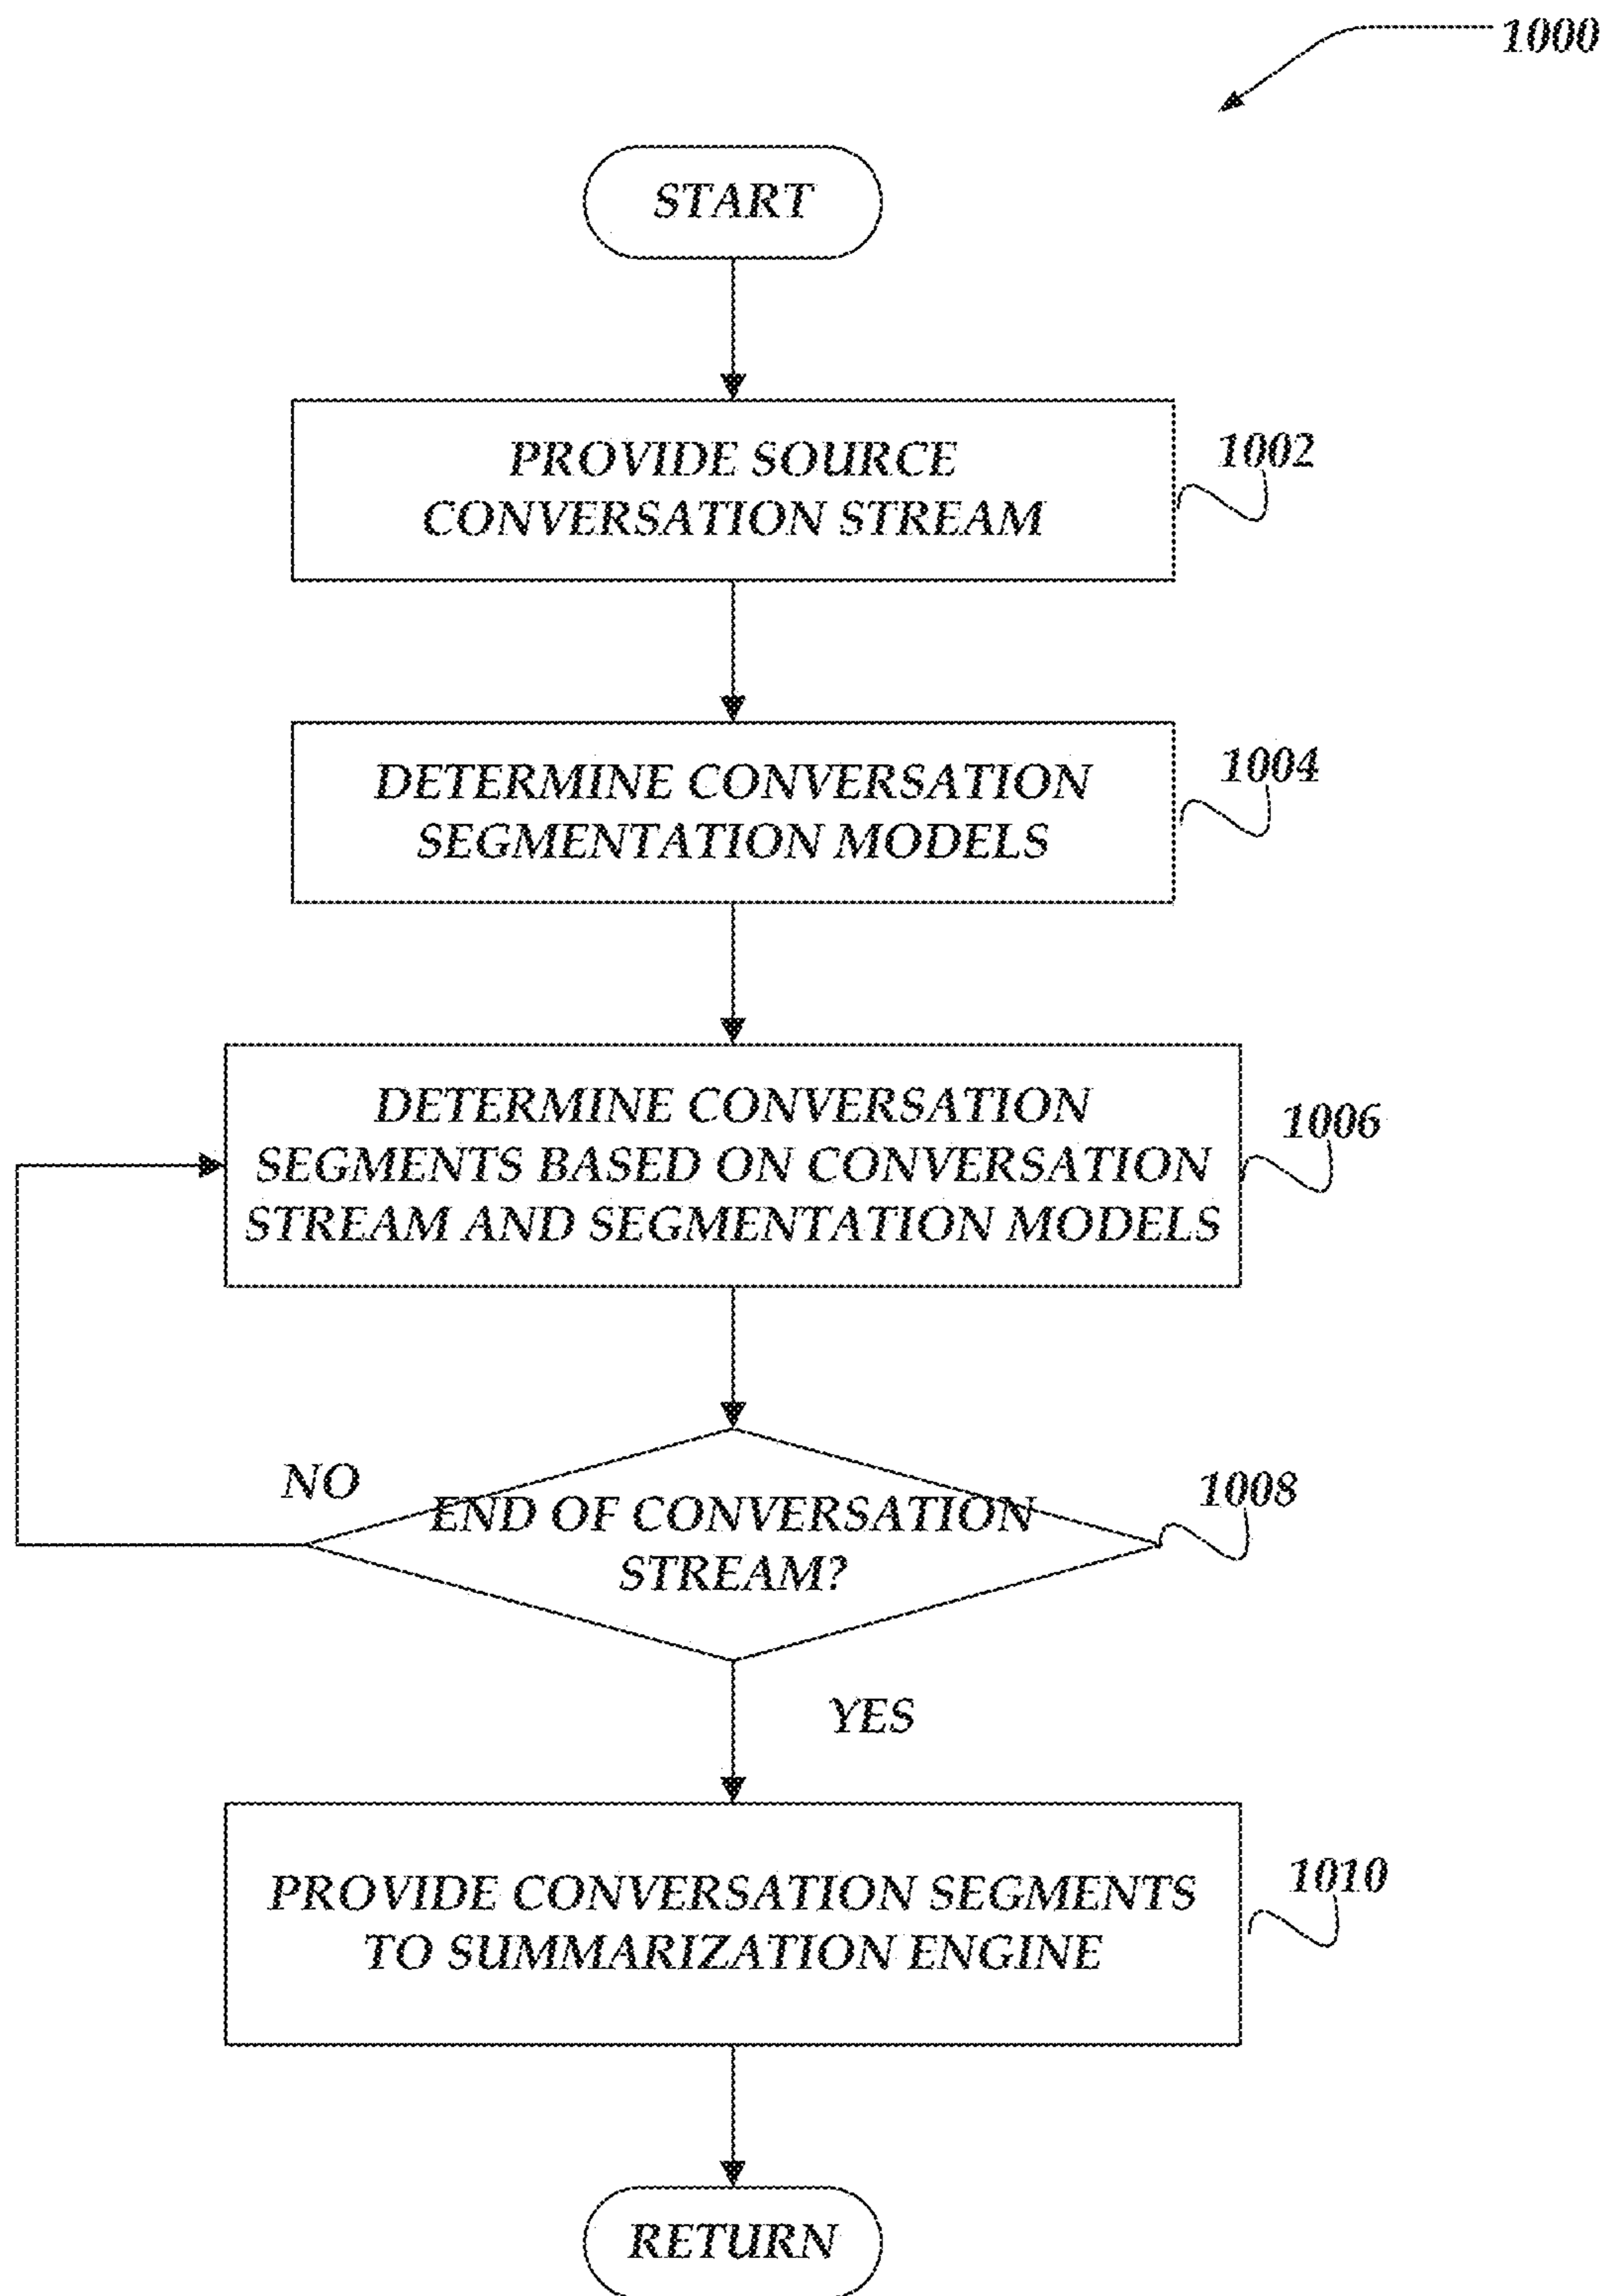 1000
START
PROVIDE SOURCE
CONVERSATION STREAM
1002
DETERMINE CONVERSATION
SEGMENTATION MODELS
1004
DETERMINE CONVERSATION
SEGMENTS BASED ON CONVERSATION
STREAM AND SEGMENTATION MODELS
1006
NO
END OF CONVERSATION
STREAM?
1008
YES
PROVIDE CONVERSATION SEGMENTS
TO SUMMARIZATION ENGINE
1010
RETURN